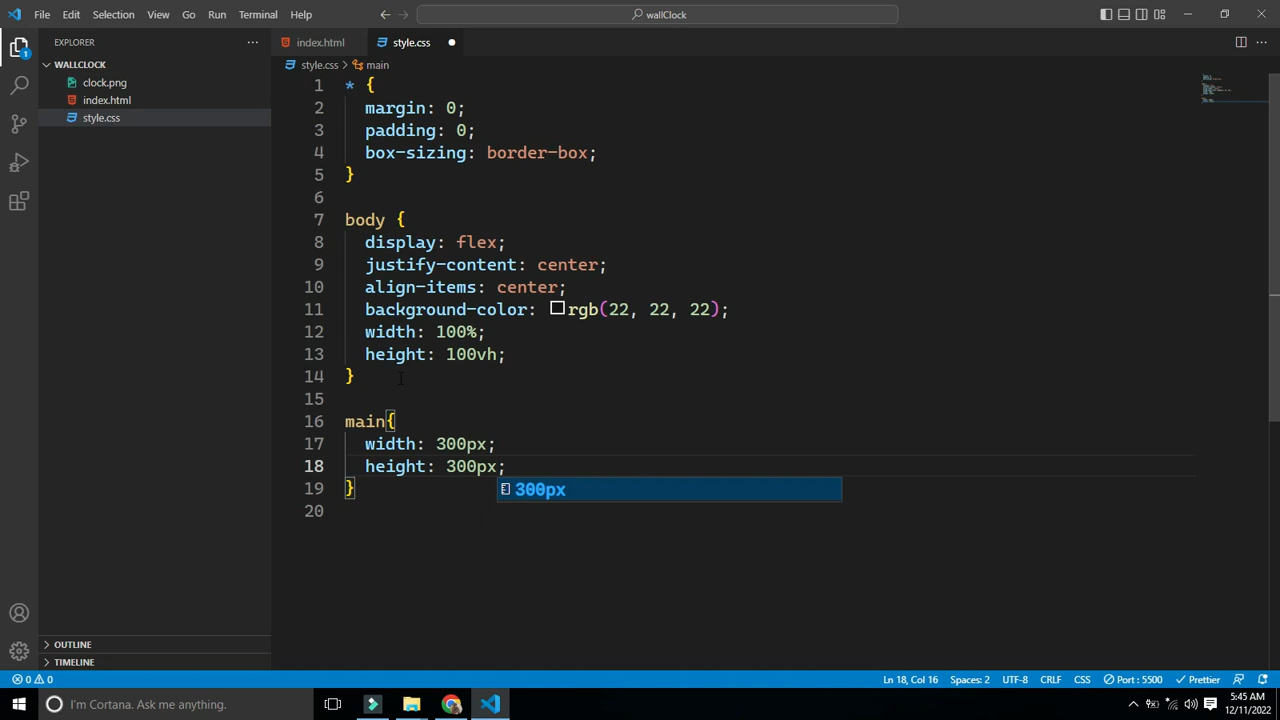 File Edit Selection View Go Run Terminal Help
wallClock
EXPLORER
WALLCLOCK
clock.png
index.html
style.css
OUTLINE
TIMELINE
1
index.html
style.css
style.css > main
1 * {
2 margin: 0;
3 padding: 0;
4 box-sizing: border-box;
5 }
6
7 body {
8 display: flex;
9 justify-content: center;
10 align-items: center;
11 background-color: rgb(22, 22, 22);
12 width: 100%;
13 height: 100vh;
14 }
15
16 main{
17 width: 300px;
18 height: 300px;
19 }
300px
20
0 0
Ln 18, Col 16 Spaces: 2 UTF-8 CRLF CSS Port : 5500 Prettier
I'm Cortana. Ask me anything.
5:45 AM
12/11/2022